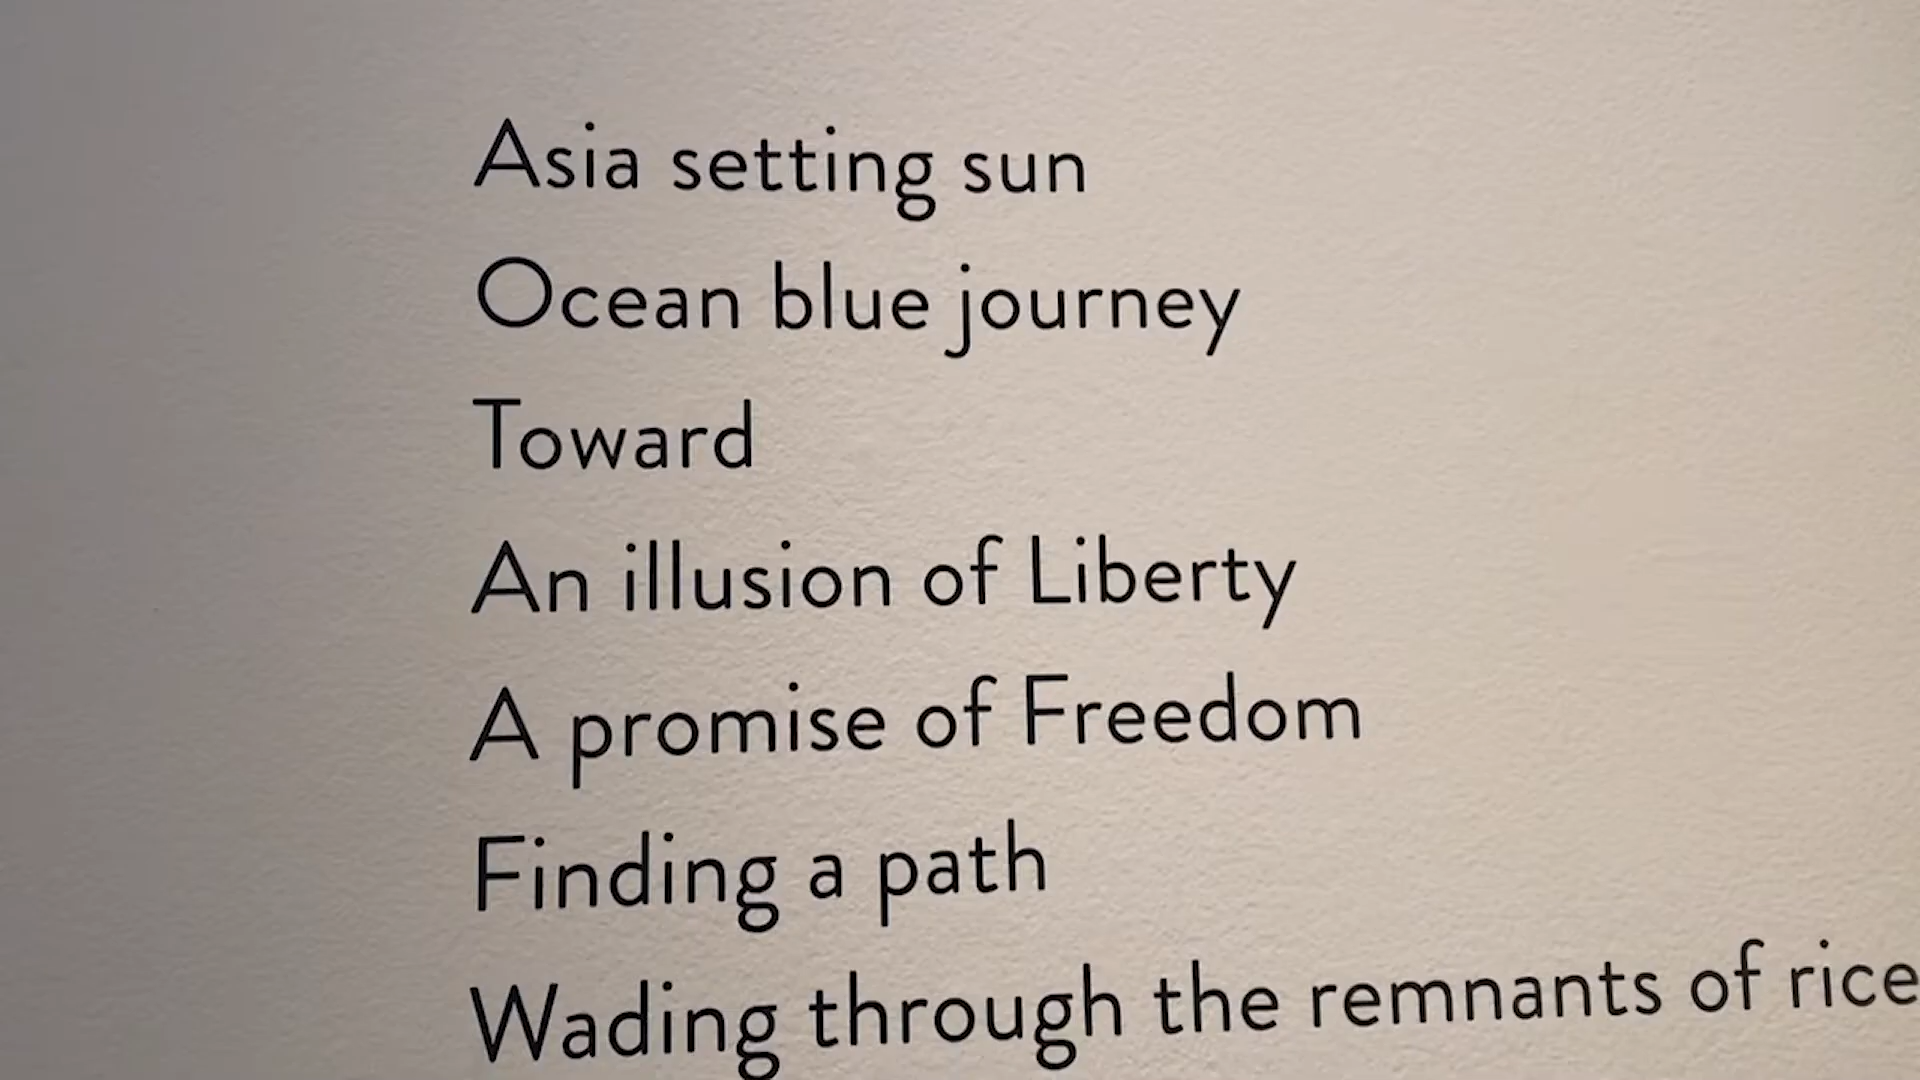 Asia setting sun
Ocean blue journey
Toward
An illusion of Liberty
A promise of Freedom
Finding a path
Wading through the remnants of rice